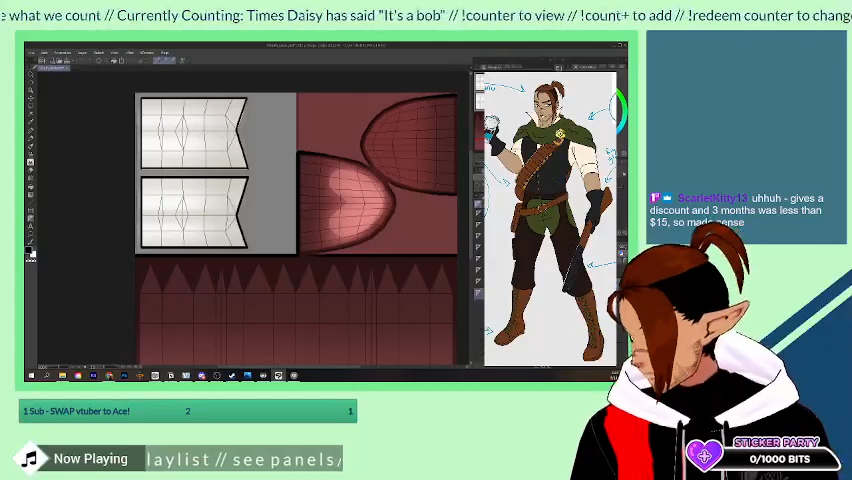 e what we count // Currently Counting: Times Daisy has said "It's a bob" // !counter to view // !count+ to add // !redeem counter to change
ScarletKitty13 uhhuh - gives a
discount and 3 months was less than
$15, so made sense
1 Sub - SWAP vtuber to Ace! 2 1
Now Playing laylist // see panels /
STICKER PARTY
0/1000 BITS